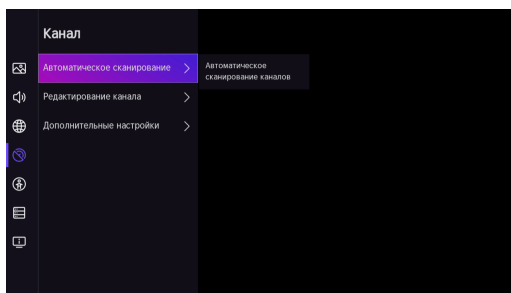 Канал
Автоматическое сканирование
Автоматическое
сканирование каналов
Редактирование канала
Дополнительные настройки